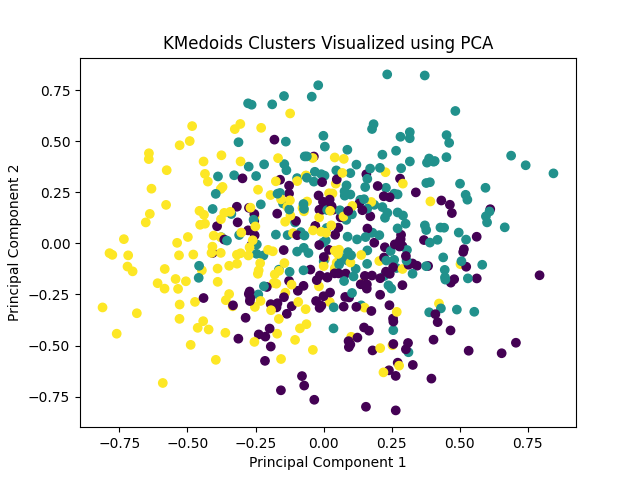 KMedoids Clusters Visualized using PCA
Principal Component 2
0.75
0.50
0.25
0.00
−0.25
−0.50
−0.75
−0.75 −0.50 −0.25 0.00 0.25 0.50 0.75
Principal Component 1